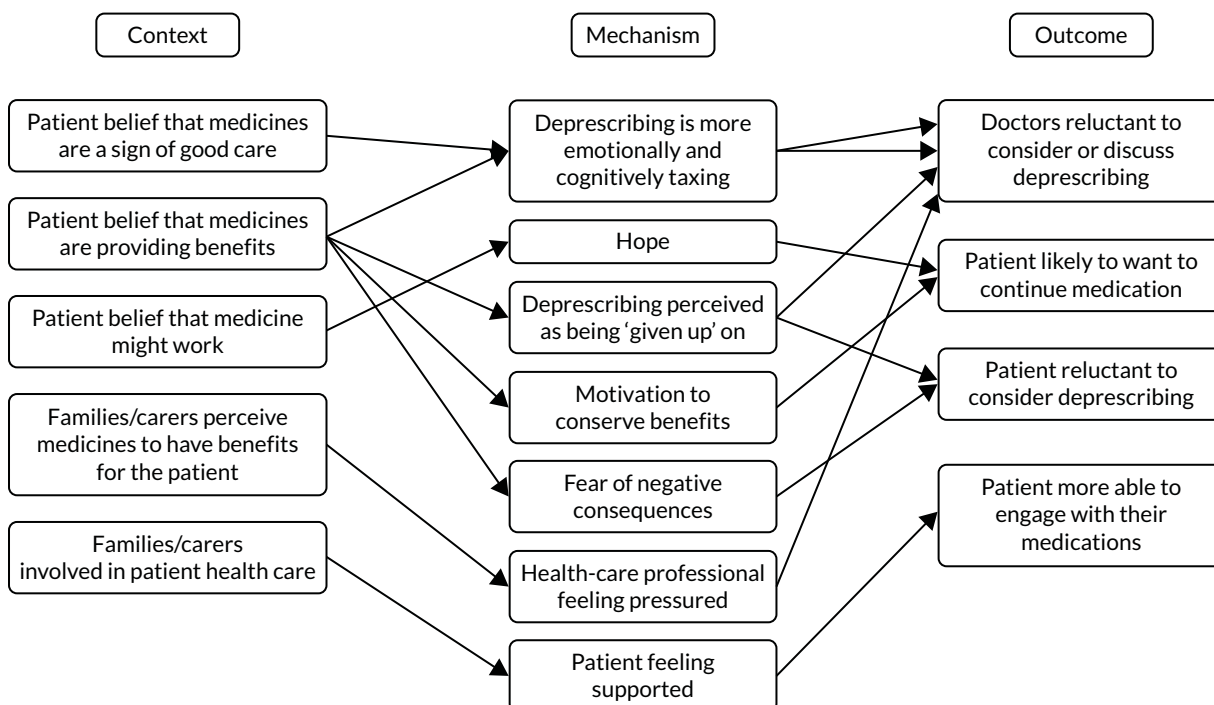 Context
Mechanism
Outcome
Patient belief that medicines
are a sign of good care
Patient belief that medicines
are providing benefits
Patient belief that medicine
might work
Families/carers perceive
medicines to have benefits
for the patient
Families/carers
involved in patient health care
Deprescribing is more
emotionally and
cognitively taxing
Hope
Deprescribing perceived
as being ‘given up’ on
Motivation to
conserve benefits
Fear of negative
consequences
Health-care professional
feeling pressured
Patient feeling
supported
Doctors reluctant to
consider or discuss
deprescribing
Patient likely to want to
continue medication
Patient reluctant to
consider deprescribing
Patient more able to
engage with their
medications